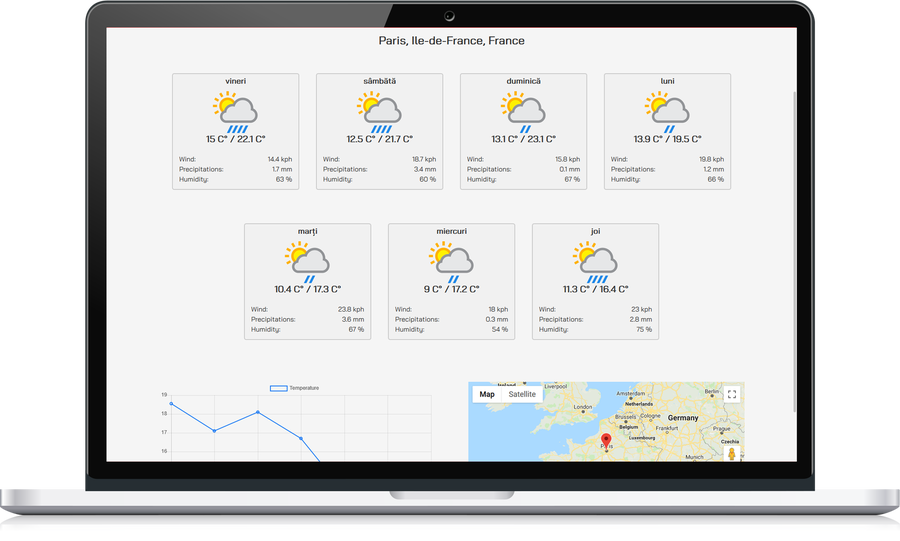 Paris, Ile-de-France, France
vineri
15 C° / 22.1 C°
Wind: 14.4 kph
Precipitations: 1.7 mm
Humidity: 63 %
sâmbătă
12.5 C° / 21.7 C°
Wind: 18.7 kph
Precipitations: 3.4 mm
Humidity: 60 %
duminică
13.1 C° / 23.1 C°
Wind: 15.8 kph
Precipitations: 0.1 mm
Humidity: 67 %
luni
13.9 C° / 19.5 C°
Wind: 19.8 kph
Precipitations: 1.2 mm
Humidity: 66 %
marți
10.4 C° / 17.3 C°
Wind: 23.8 kph
Precipitations: 3.6 mm
Humidity: 67 %
miercuri
9 C° / 17.2 C°
Wind: 18 kph
Precipitations: 0.3 mm
Humidity: 54 %
joi
11.3 C° / 16.4 C°
Wind: 23 kph
Precipitations: 2.8 mm
Humidity: 75 %
Temperature
19
18
17
16
Map Satellite
Ireland
Liverpool
London
Amsterdam
Netherlands
Berlin
Brussels
Belgium
Cologne
Germany
Frankfurt
Luxembourg
Prague
Czechia
Paris
Munich